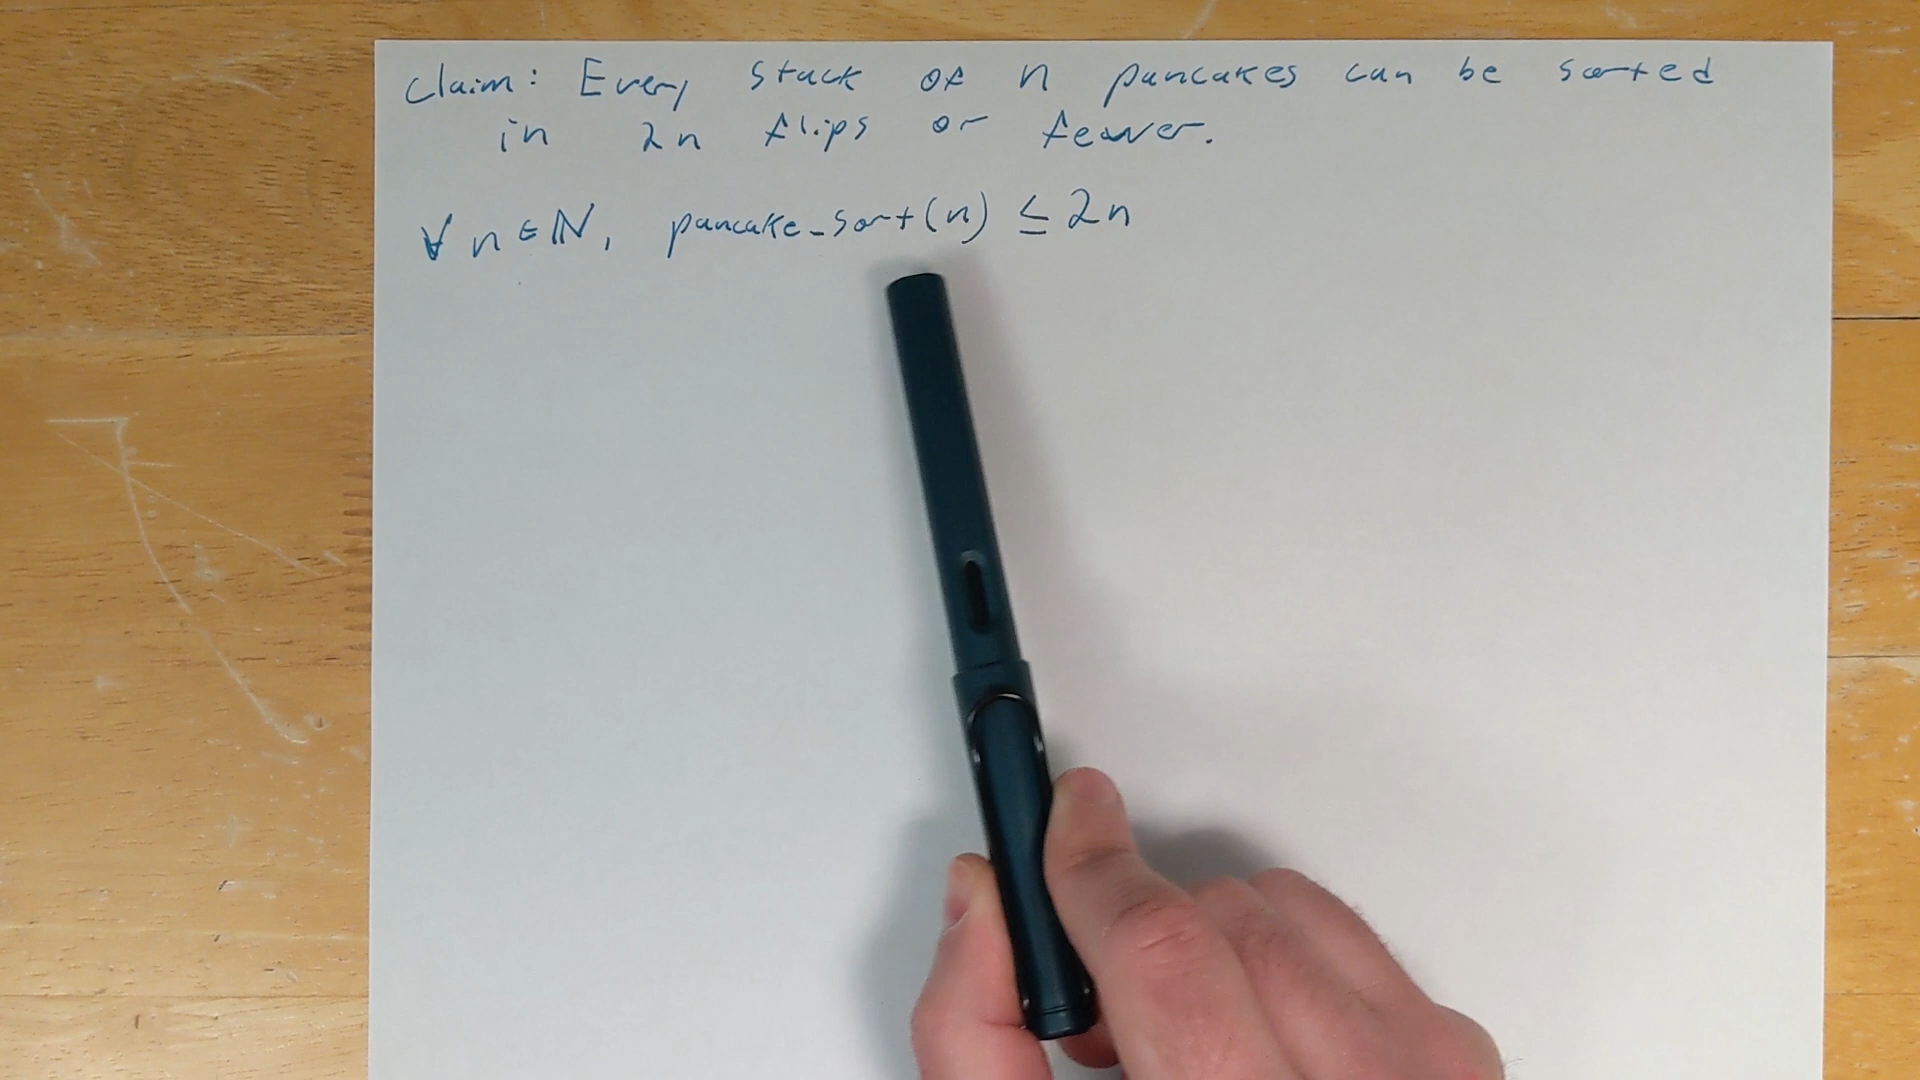 Claim: Every stack of n pancakes can be sorted
in 2n flips or fewer.
∀ n ∈ ℕ, pancake_sort(n) ≤ 2n